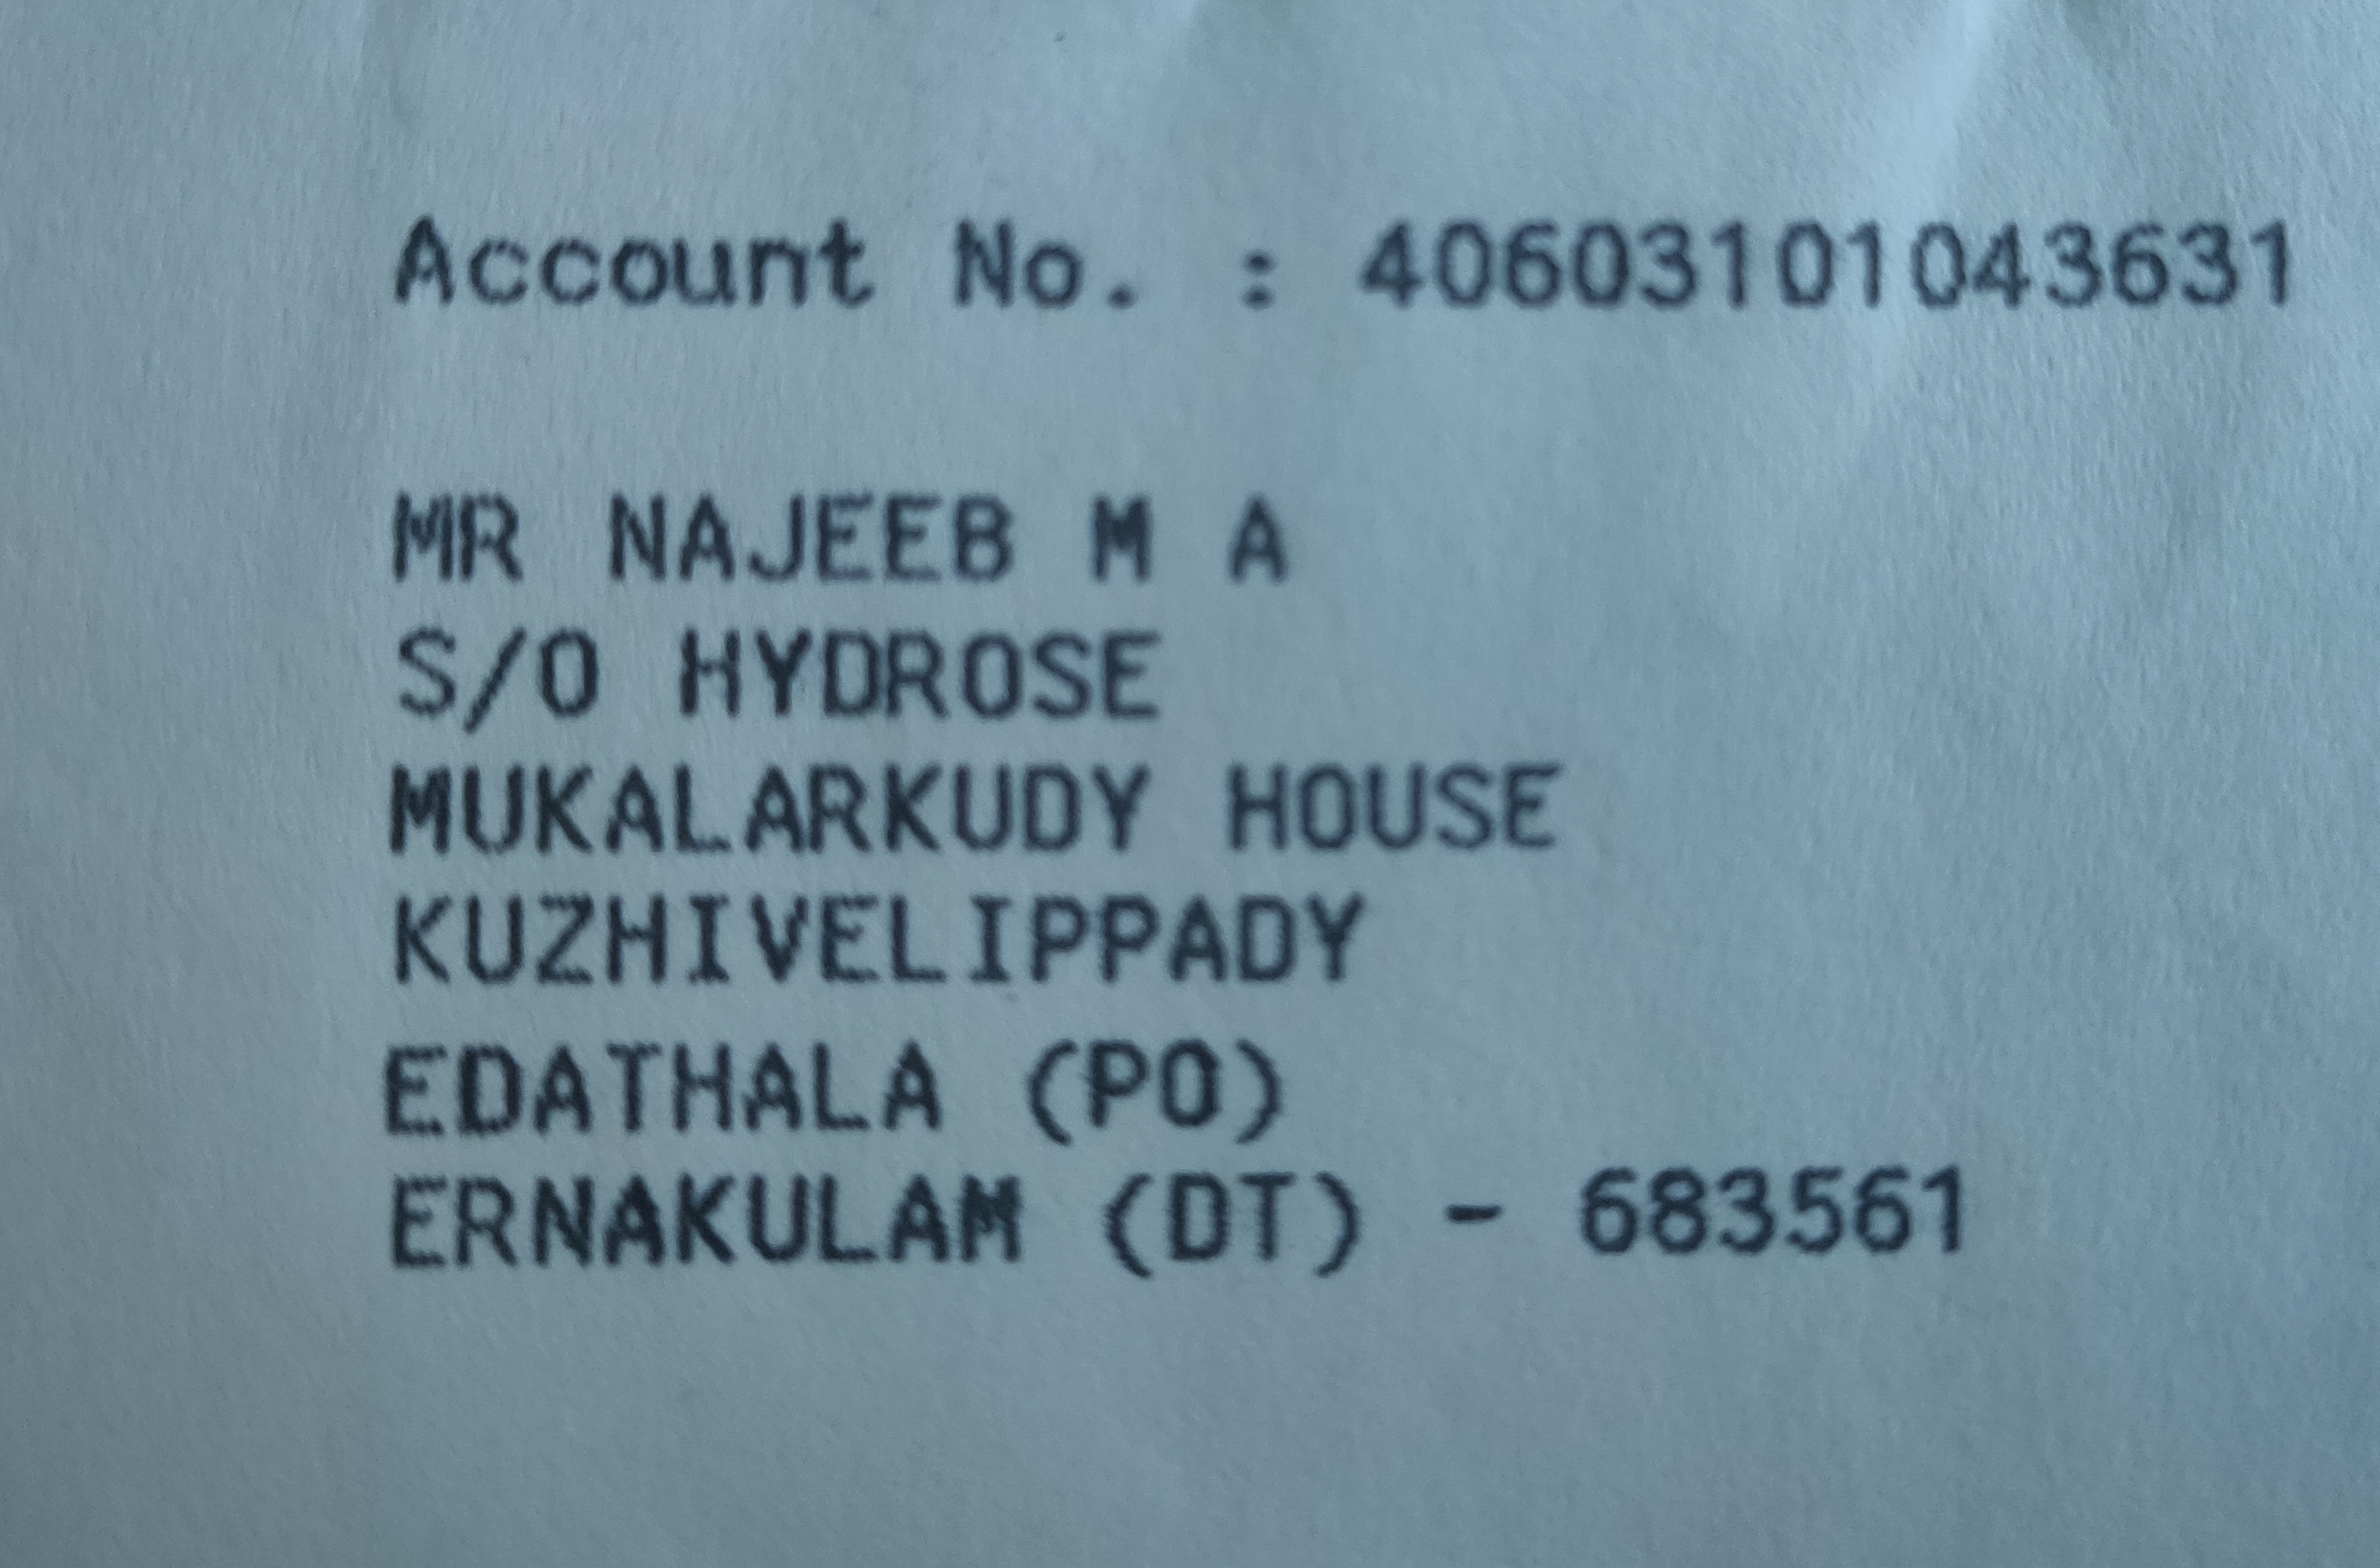 Account No. : 40603101043631
MR NAJEEB M A
S/O HYDROSE
MUKALARKUDY HOUSE
KUZHIVELIPPADY
EDATHALA (PO)
ERNAKULAM (DT) - 683561